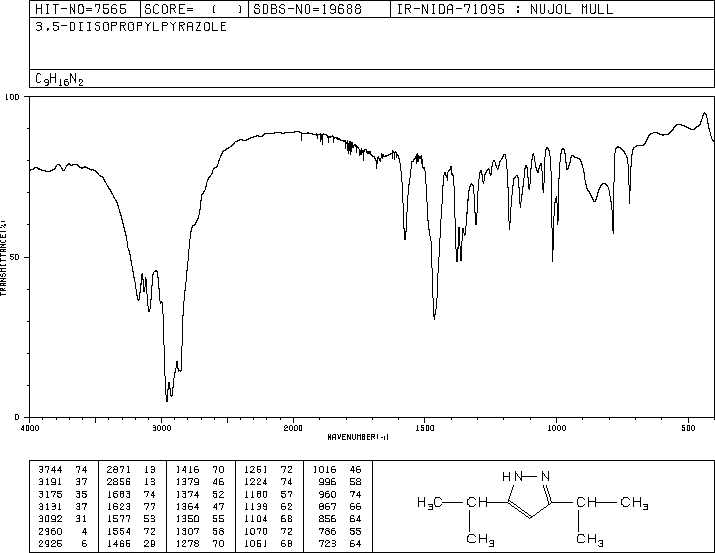 HIT-NO=7565 SCORE= ( ) SDBS-NO=19688 IR-NIDA-71095 : NUJOL MULL
3,5-DIISOPROPYLPYRAZOLE
C9H16N2
100
TRANSMITTANCE(%)
50
0
4000 3000 2000 1500 1000 500
WAVENUMBER(-1)
3744 74 2871 13 1416 70 1251 72 1016 46
3191 37 2856 13 1379 46 1224 74 996 58
3175 35 1683 74 1374 52 1180 57 960 74
3131 37 1623 77 1364 47 1139 62 867 66
3092 31 1577 53 1350 55 1104 68 856 64
2960 4 1554 72 1307 58 1070 72 786 55
2926 6 1466 29 1278 70 1051 68 723 64
HN N
H3C CH CH CH3
CH3 CH3